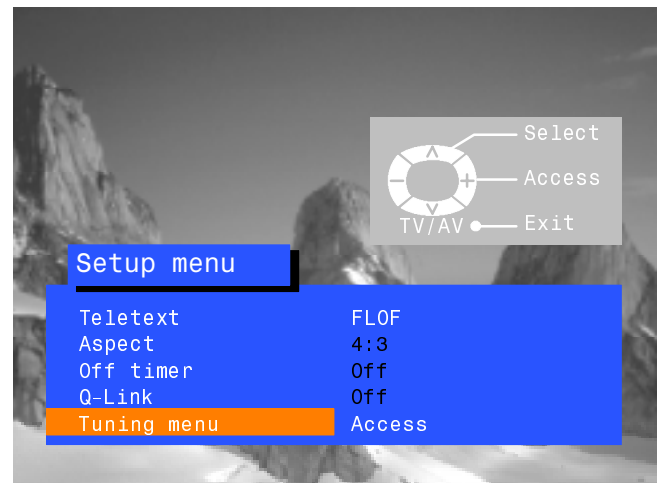 Select
Access
TV/AV Exit
Setup menu
Teletext FLOF
Aspect 4:3
Off timer Off
Q-Link Off
Tuning menu Access